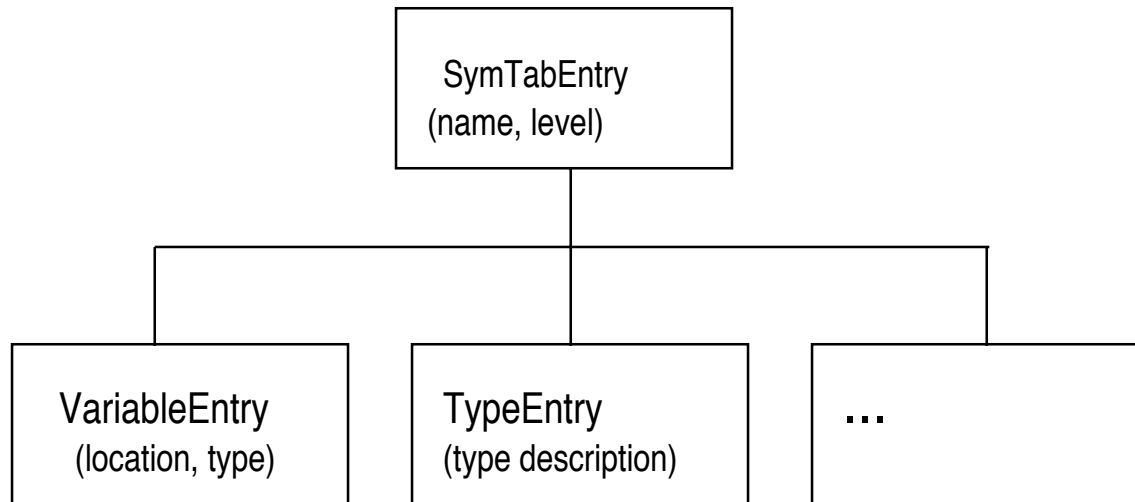 SymTabEntry
(name, level)
VariableEntry
(location, type)
TypeEntry
(type description)
...